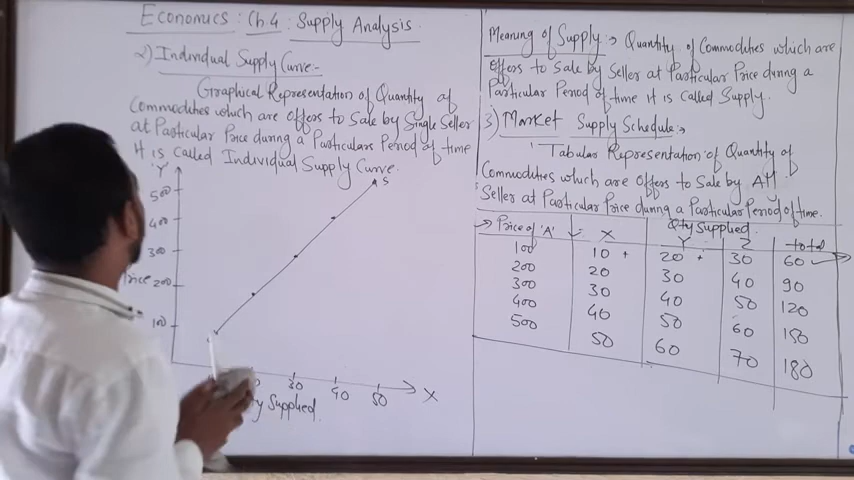 Economics: Ch.4: Supply Analysis.
2) Individual Supply Curve:-
Graphical Representation of Quantity of
Commodities which are offers to Sale by Single Seller
at Particular Price during a Particulars Period of time
It is Called Individual Supply Curve.
Y
S
500
400
300
Price 200
100
30 40 50 X
Supplied.
Meaning of Supply:> Quantity of Commodities which are
offers to Sale by Seller at Particular Price during a
Particular Period of time It is Called Supply.
3) Market Supply Schedule:>
Tabular Representation of Quantity of
Commodities which are offers to Sale by All
Seller at Particular Price during a Particular Period of time.
Price of 'A' Qty Supplied
X Y Z total
100 10 + 20 + 30 60
200 20 30 40 90
300 30 40 50 120
400 40 50 60 150
500 50 60 70 180